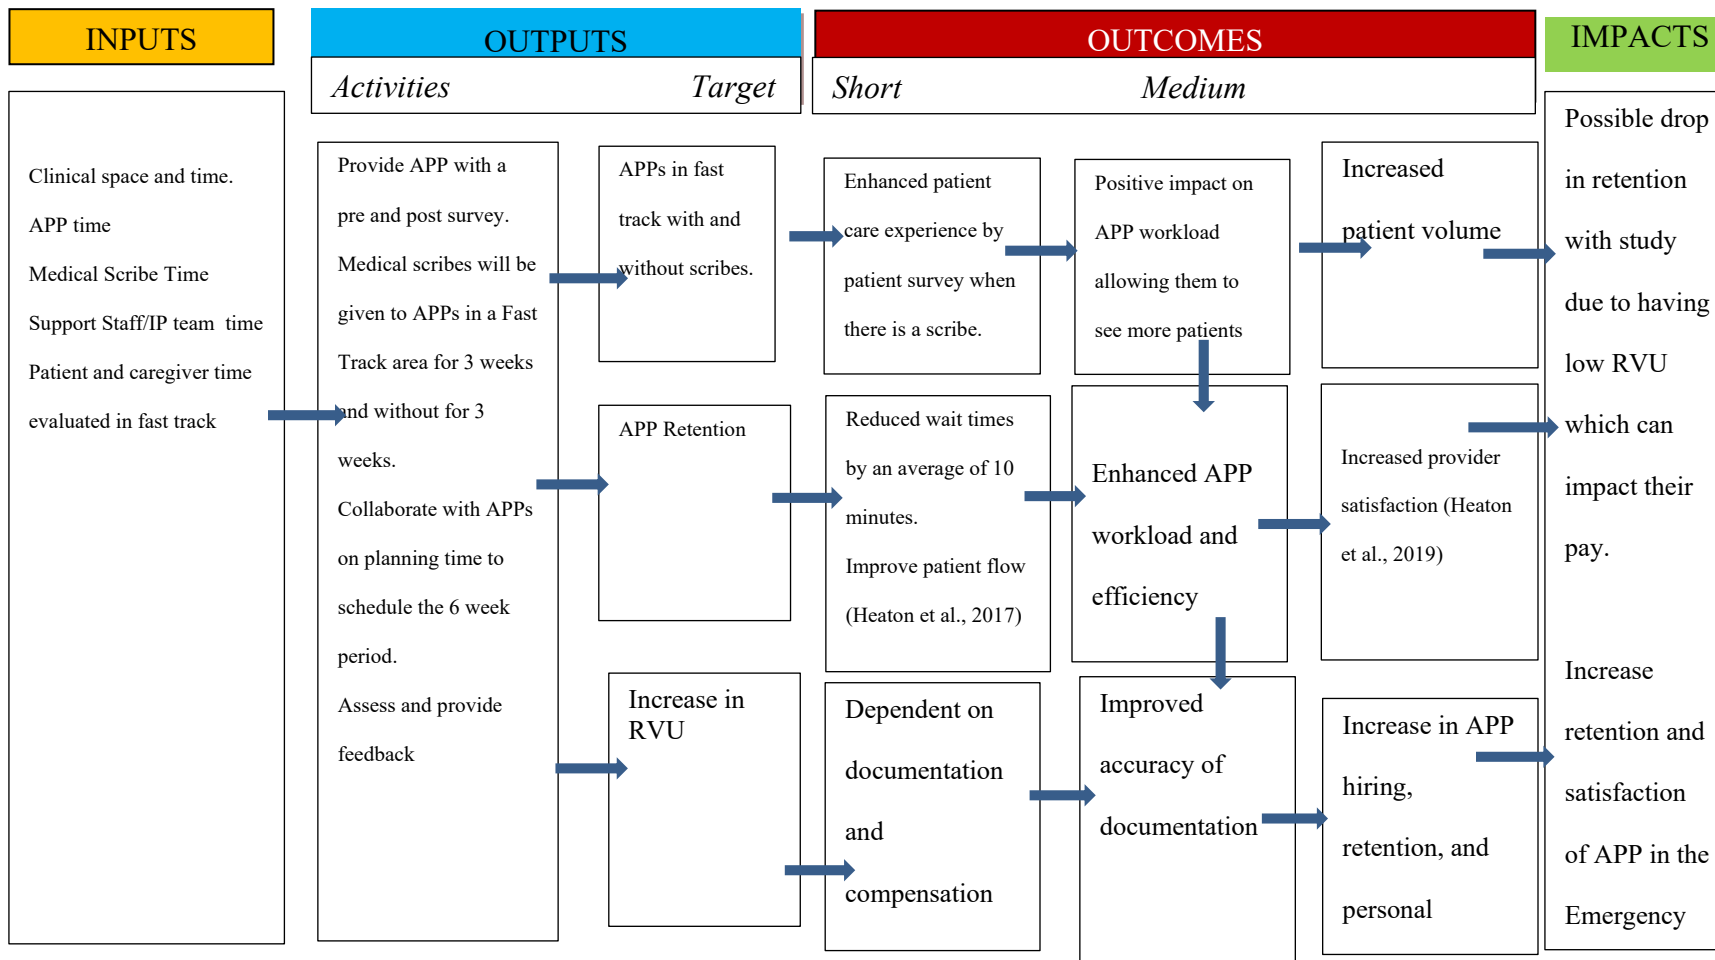 INPUTS
OUTPUTS
OUTCOMES
IMPACTS
Activities Target
Short Medium
Clinical space and time.
APP time
Medical Scribe Time
Support Staff/IP team time
Patient and caregiver time
evaluated in fast track
Provide APP with a
pre and post survey.
Medical scribes will be
given to APPs in a Fast
Track area for 3 weeks
and without for 3
weeks.
Collaborate with APPs
on planning time to
schedule the 6 week
period.
Assess and provide
feedback
APPs in fast
track with and
without scribes.
APP Retention
Increase in
RVU
Enhanced patient
care experience by
patient survey when
there is a scribe.
Reduced wait times
by an average of 10
minutes.
Improve patient flow
(Heaton et al., 2017)
Dependent on
documentation
and
compensation
Positive impact on
APP workload
allowing them to
see more patients
Enhanced APP
workload and
efficiency
Improved
accuracy of
documentation
Increased
patient volume
Increased provider
satisfaction (Heaton
et al., 2019)
Increase in APP
hiring,
retention, and
personal
Possible drop
in retention
with study
due to having
low RVU
which can
impact their
pay.
Increase
retention and
satisfaction
of APP in the
Emergency